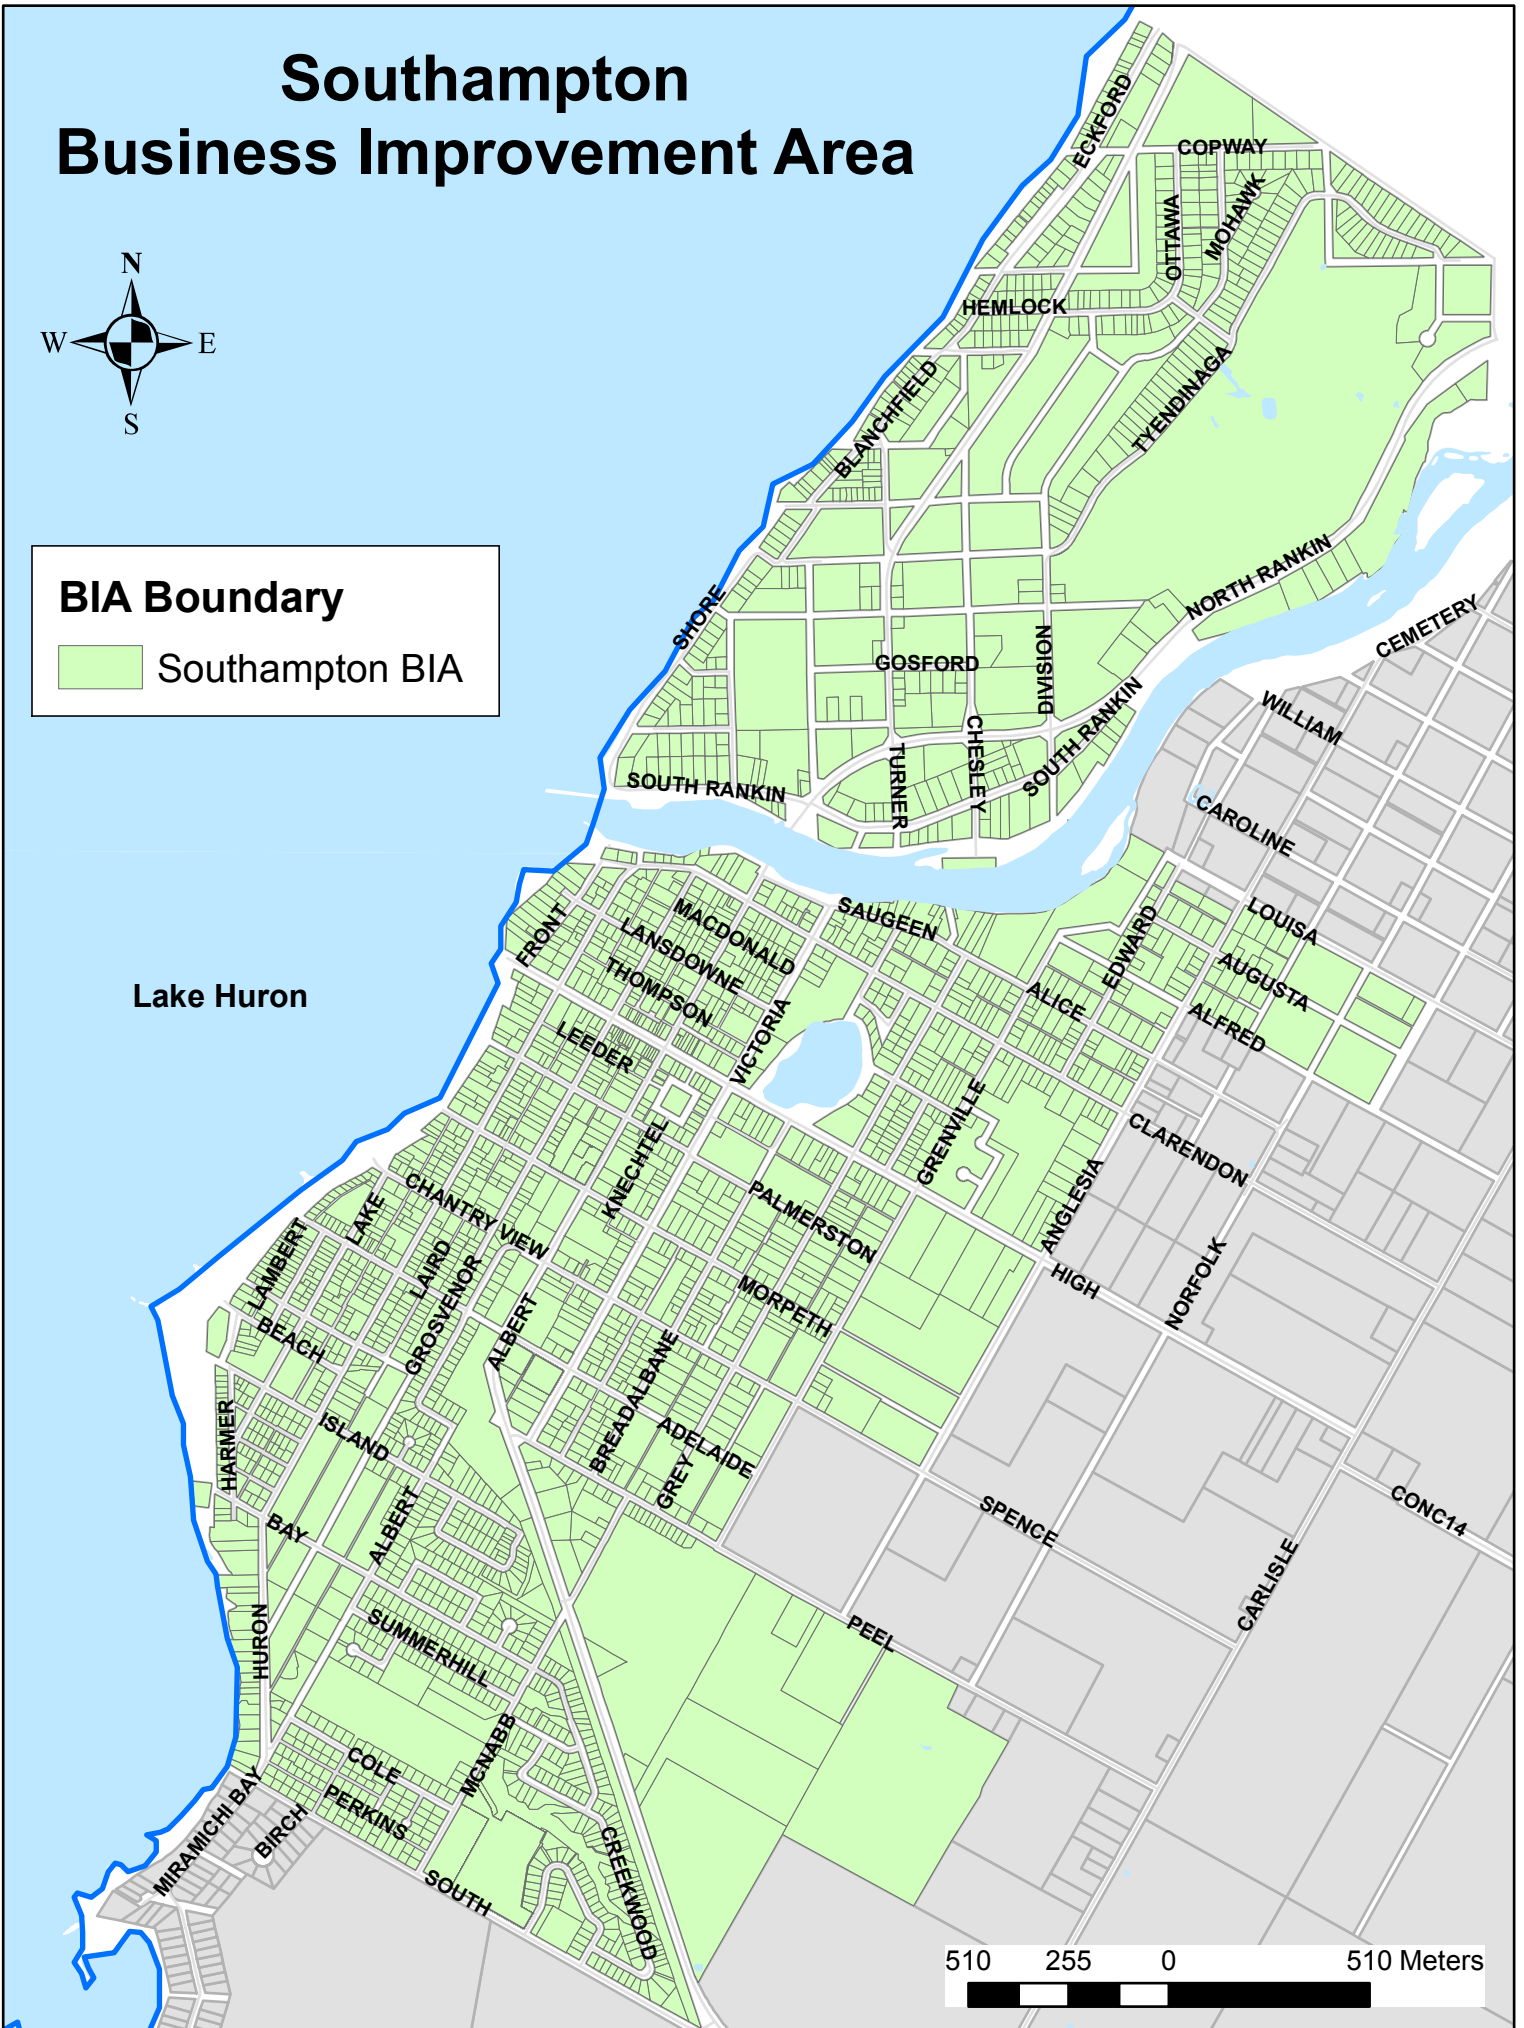 Southampton
Business Improvement Area
N
W
E
S
BIA Boundary
Southampton BIA
Lake Huron
ECKFORD
COPWAY
OTTAWA
MOHAWK
HEMLOCK
TYENDINAGA
BLANCHFIELD
NORTH RANKIN
SHORE
GOSFORD
DIVISION
SOUTH RANKIN
CHESLEY
TURNER
SOUTH RANKIN
CEMETERY
WILLIAM
CAROLINE
LOUISA
AUGUSTA
ALFRED
EDWARD
SAUGEEN
ALICE
MACDONALD
LANSDOWNE
THOMPSON
FRONT
LEEDER
VICTORIA
GRENVILLE
CLARENDON
ANGLESIA
KNECHTEL
PALMERSTON
CHANTRY VIEW
LAKE
LAMBERT
LAIRD
GROSVENOR
MORPETH
HIGH
NORFOLK
ALBERT
BEACH
BREADALBANE
ADELAIDE
GREY
HARMER
ISLAND
BAY
ALBERT
SPENCE
CONC14
CARLISLE
PEEL
HURON
SUMMERHILL
MCNABB
COLE
PERKINS
MIRAMICHI BAY
BIRCH
SOUTH
CREEKWOOD
510 255 0 510 Meters